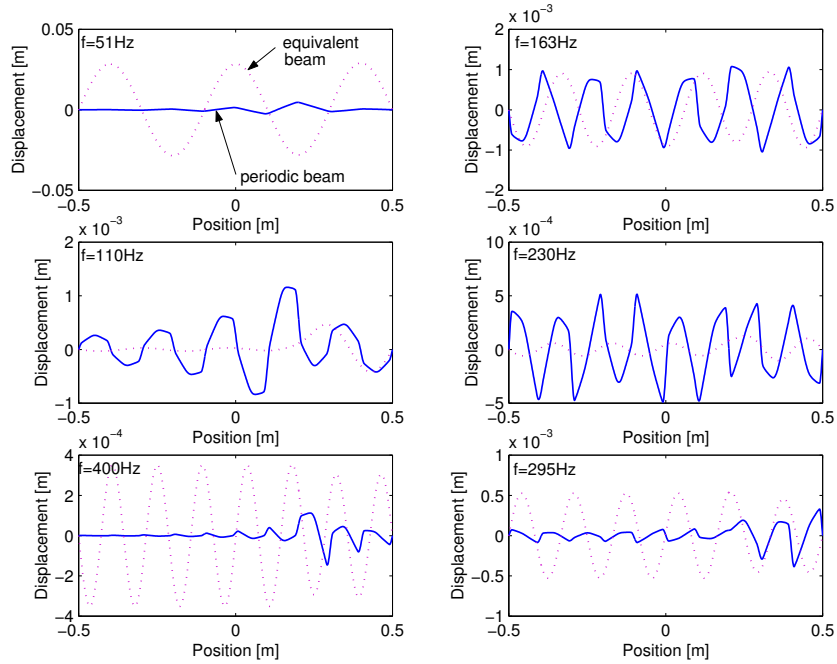 0.05
0
−0.05
Displacement [m]
f=51Hz
equivalent
beam
periodic beam
−0.5
0
0.5
Position [m]
x 10⁻³
2
1
0
−1
−2
Displacement [m]
f=163Hz
−0.5
0
0.5
Position [m]
x 10⁻³
2
1
0
−1
Displacement [m]
f=110Hz
−0.5
0
0.5
Position [m]
x 10⁻⁴
10
5
0
−5
Displacement [m]
f=230Hz
−0.5
0
0.5
Position [m]
x 10⁻⁴
4
2
0
−2
−4
Displacement [m]
f=400Hz
−0.5
0
0.5
Position [m]
x 10⁻³
1
0.5
0
−0.5
−1
Displacement [m]
f=295Hz
−0.5
0
0.5
Position [m]